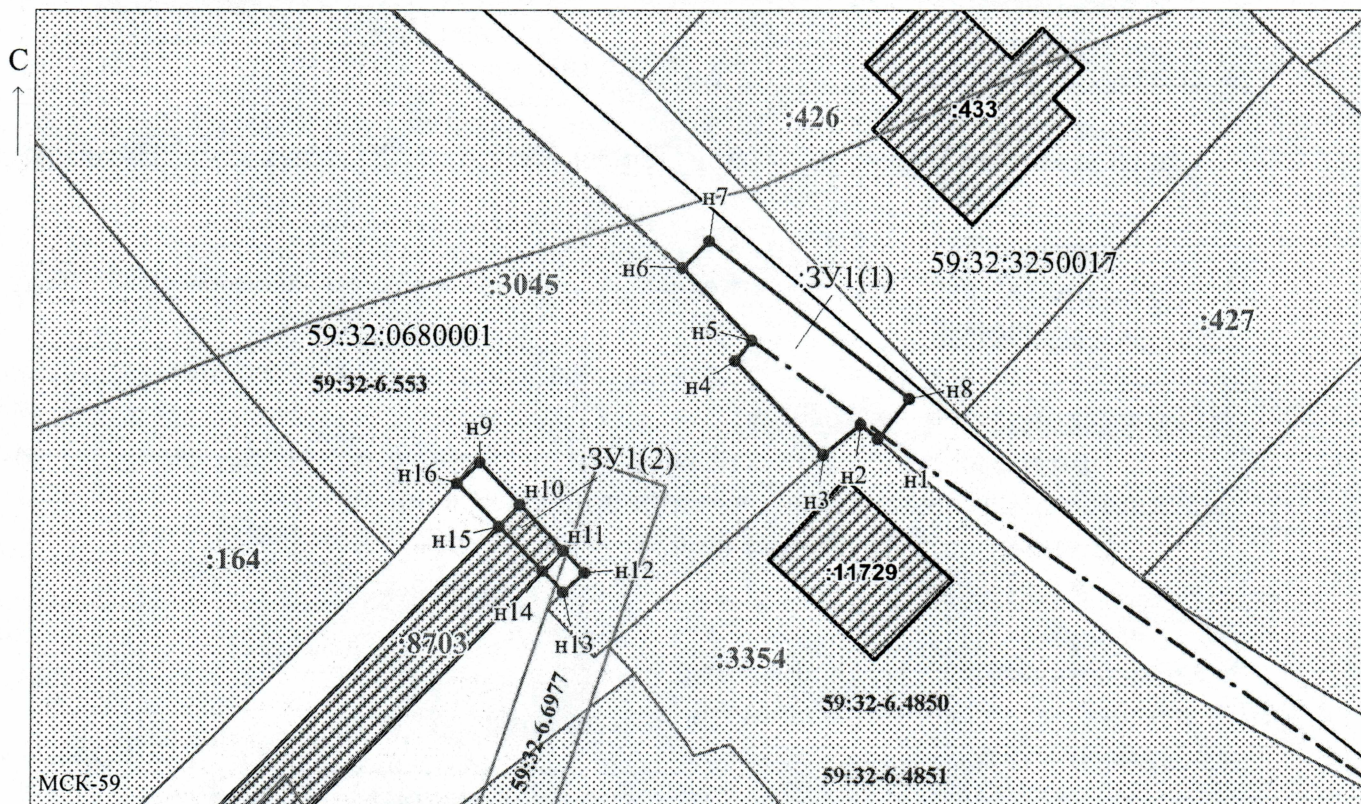 С
:426
:433
н7
59:32:3250017
н6
:3045
:ЗУ1(1)
:427
59:32:0680001
н5
59:32-6.553
н4
н8
н9
:ЗУ1(2)
н16
н2
н1
н3
н10
н15
н11
:164
н12
:11729
н14
н13
:8703
:3354
59:32-6.6977
59:32-6.4850
59:32-6.4851
МСК-59